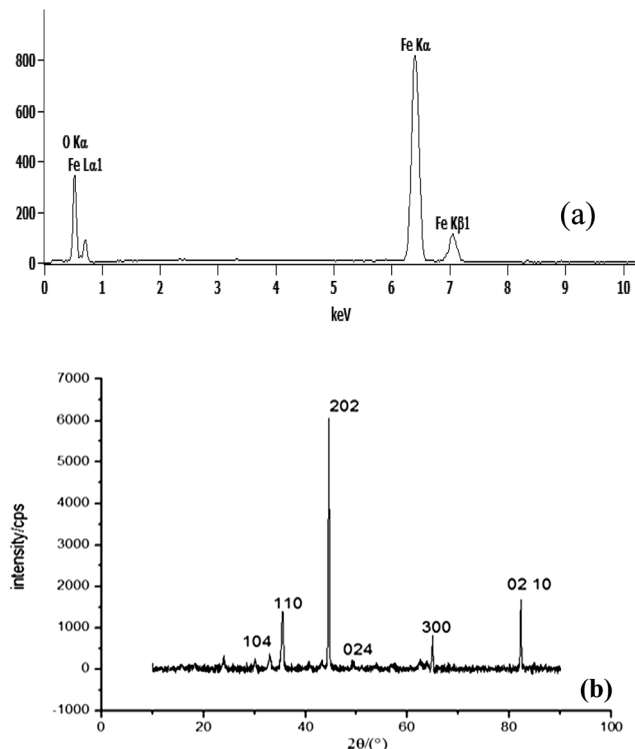 800
600
400
200
0
Fe Kα
O Kα
Fe Lα1
Fe Kβ1
(a)
0 1 2 3 4 5 6 7 8 9 10
keV
7000
6000
5000
4000
3000
2000
1000
0
-1000
intensity/cps
202
110
104
024
300
02 10
(b)
0 20 40 60 80 100
2θ/(°)